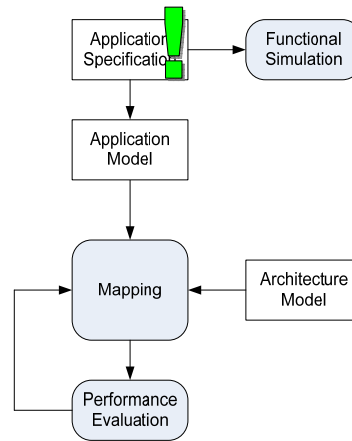 Application
Specification
Functional
Simulation
Application
Model
Mapping
Architecture
Model
Performance
Evaluation